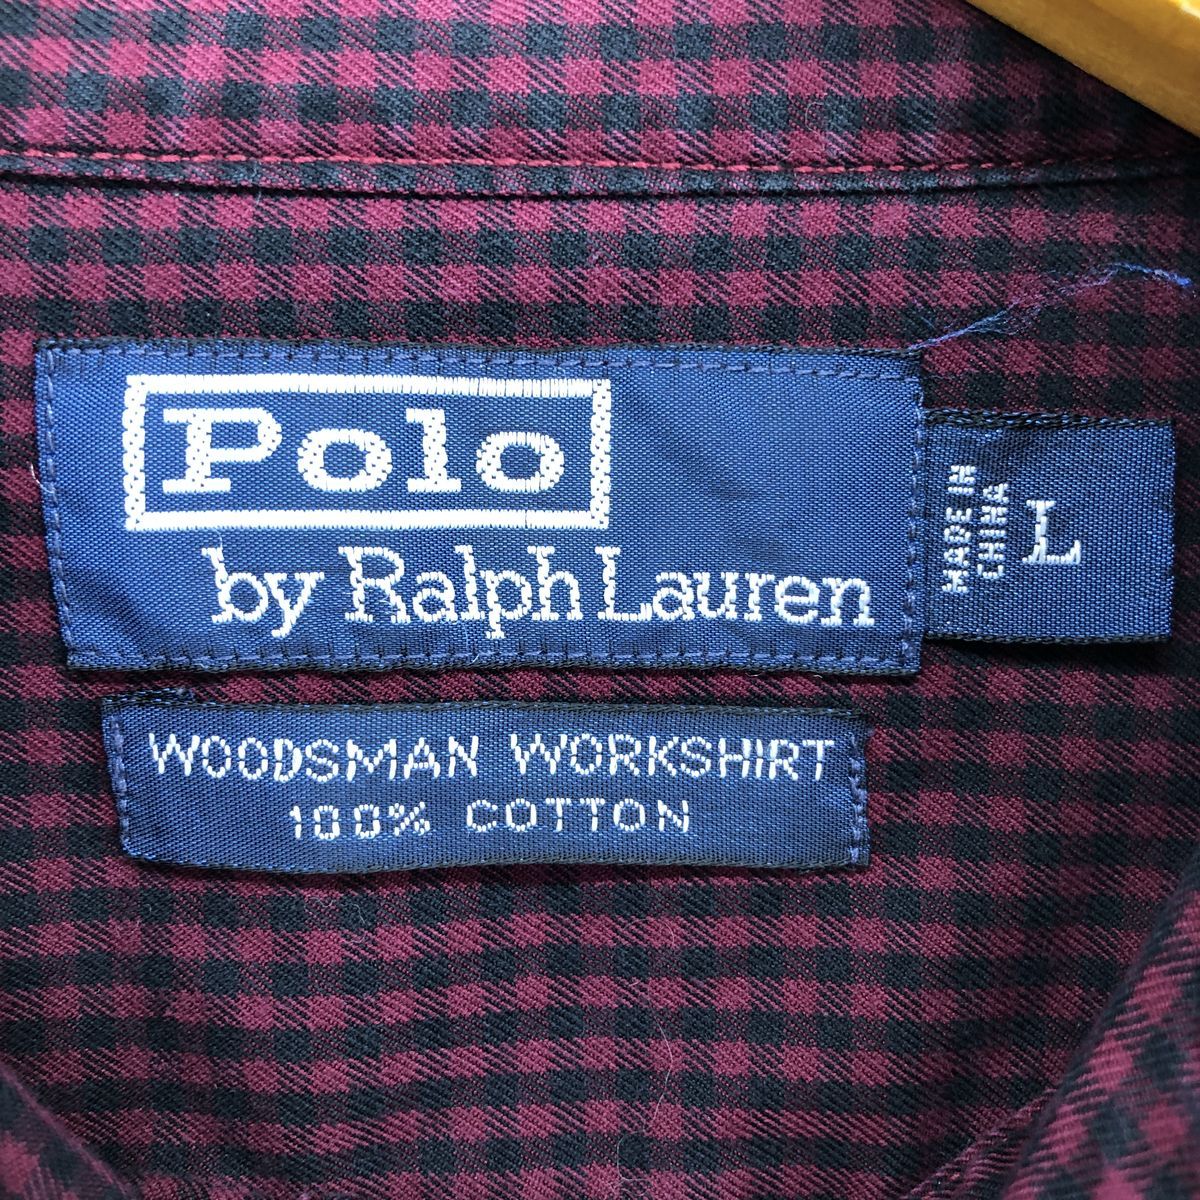 Polo
by Ralph Lauren
MADE IN
CHINA
L
WOODSMAN WORKSHIRT
100% COTTON